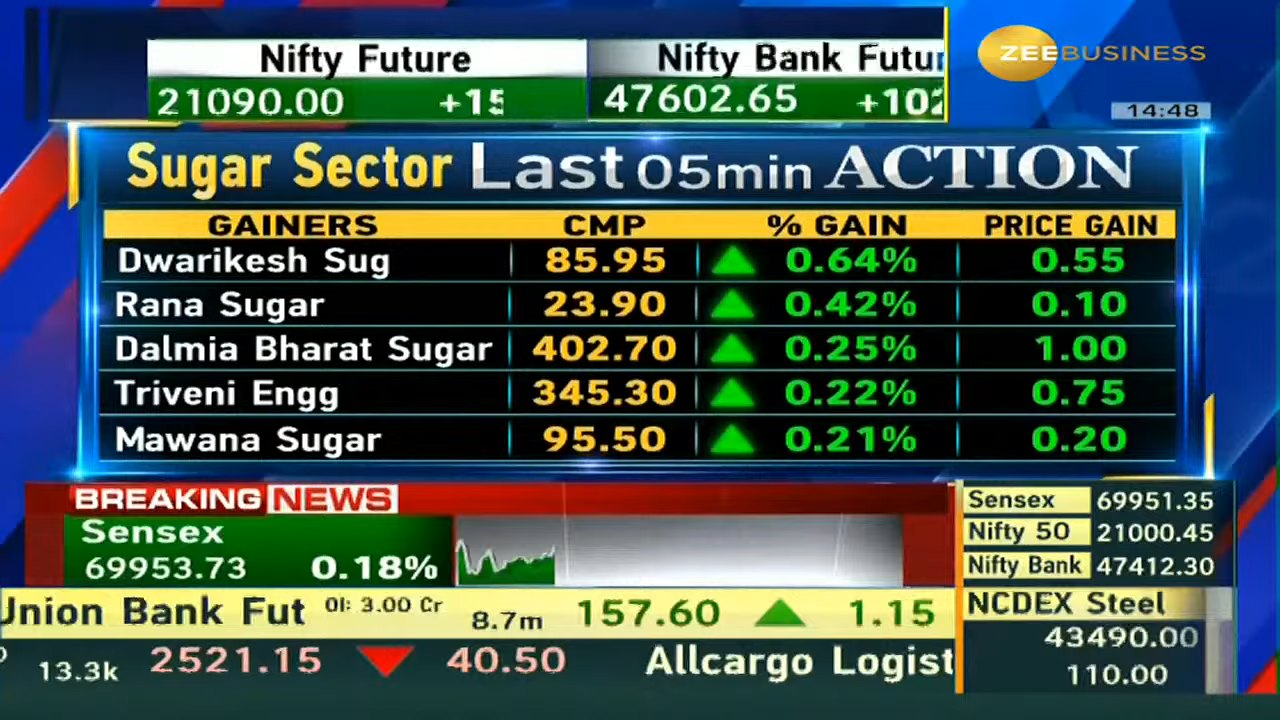 Nifty Future
21090.00 +15
Nifty Bank Futur
47602.65 +102
ZEEBUSINESS
14:48
Sugar Sector Last 05min ACTION
GAINERS CMP % GAIN PRICE GAIN
Dwarikesh Sug 85.95 0.64% 0.55
Rana Sugar 23.90 0.42% 0.10
Dalmia Bharat Sugar 402.70 0.25% 1.00
Triveni Engg 345.30 0.22% 0.75
Mawana Sugar 95.50 0.21% 0.20
BREAKING NEWS
Sensex
69953.73 0.18%
Sensex 69951.35
Nifty 50 21000.45
Nifty Bank 47412.30
Union Bank Fut OI: 3.00 Cr 8.7m 157.60 1.15
13.3k 2521.15 40.50 Allcargo Logist
NCDEX Steel
43490.00
110.00